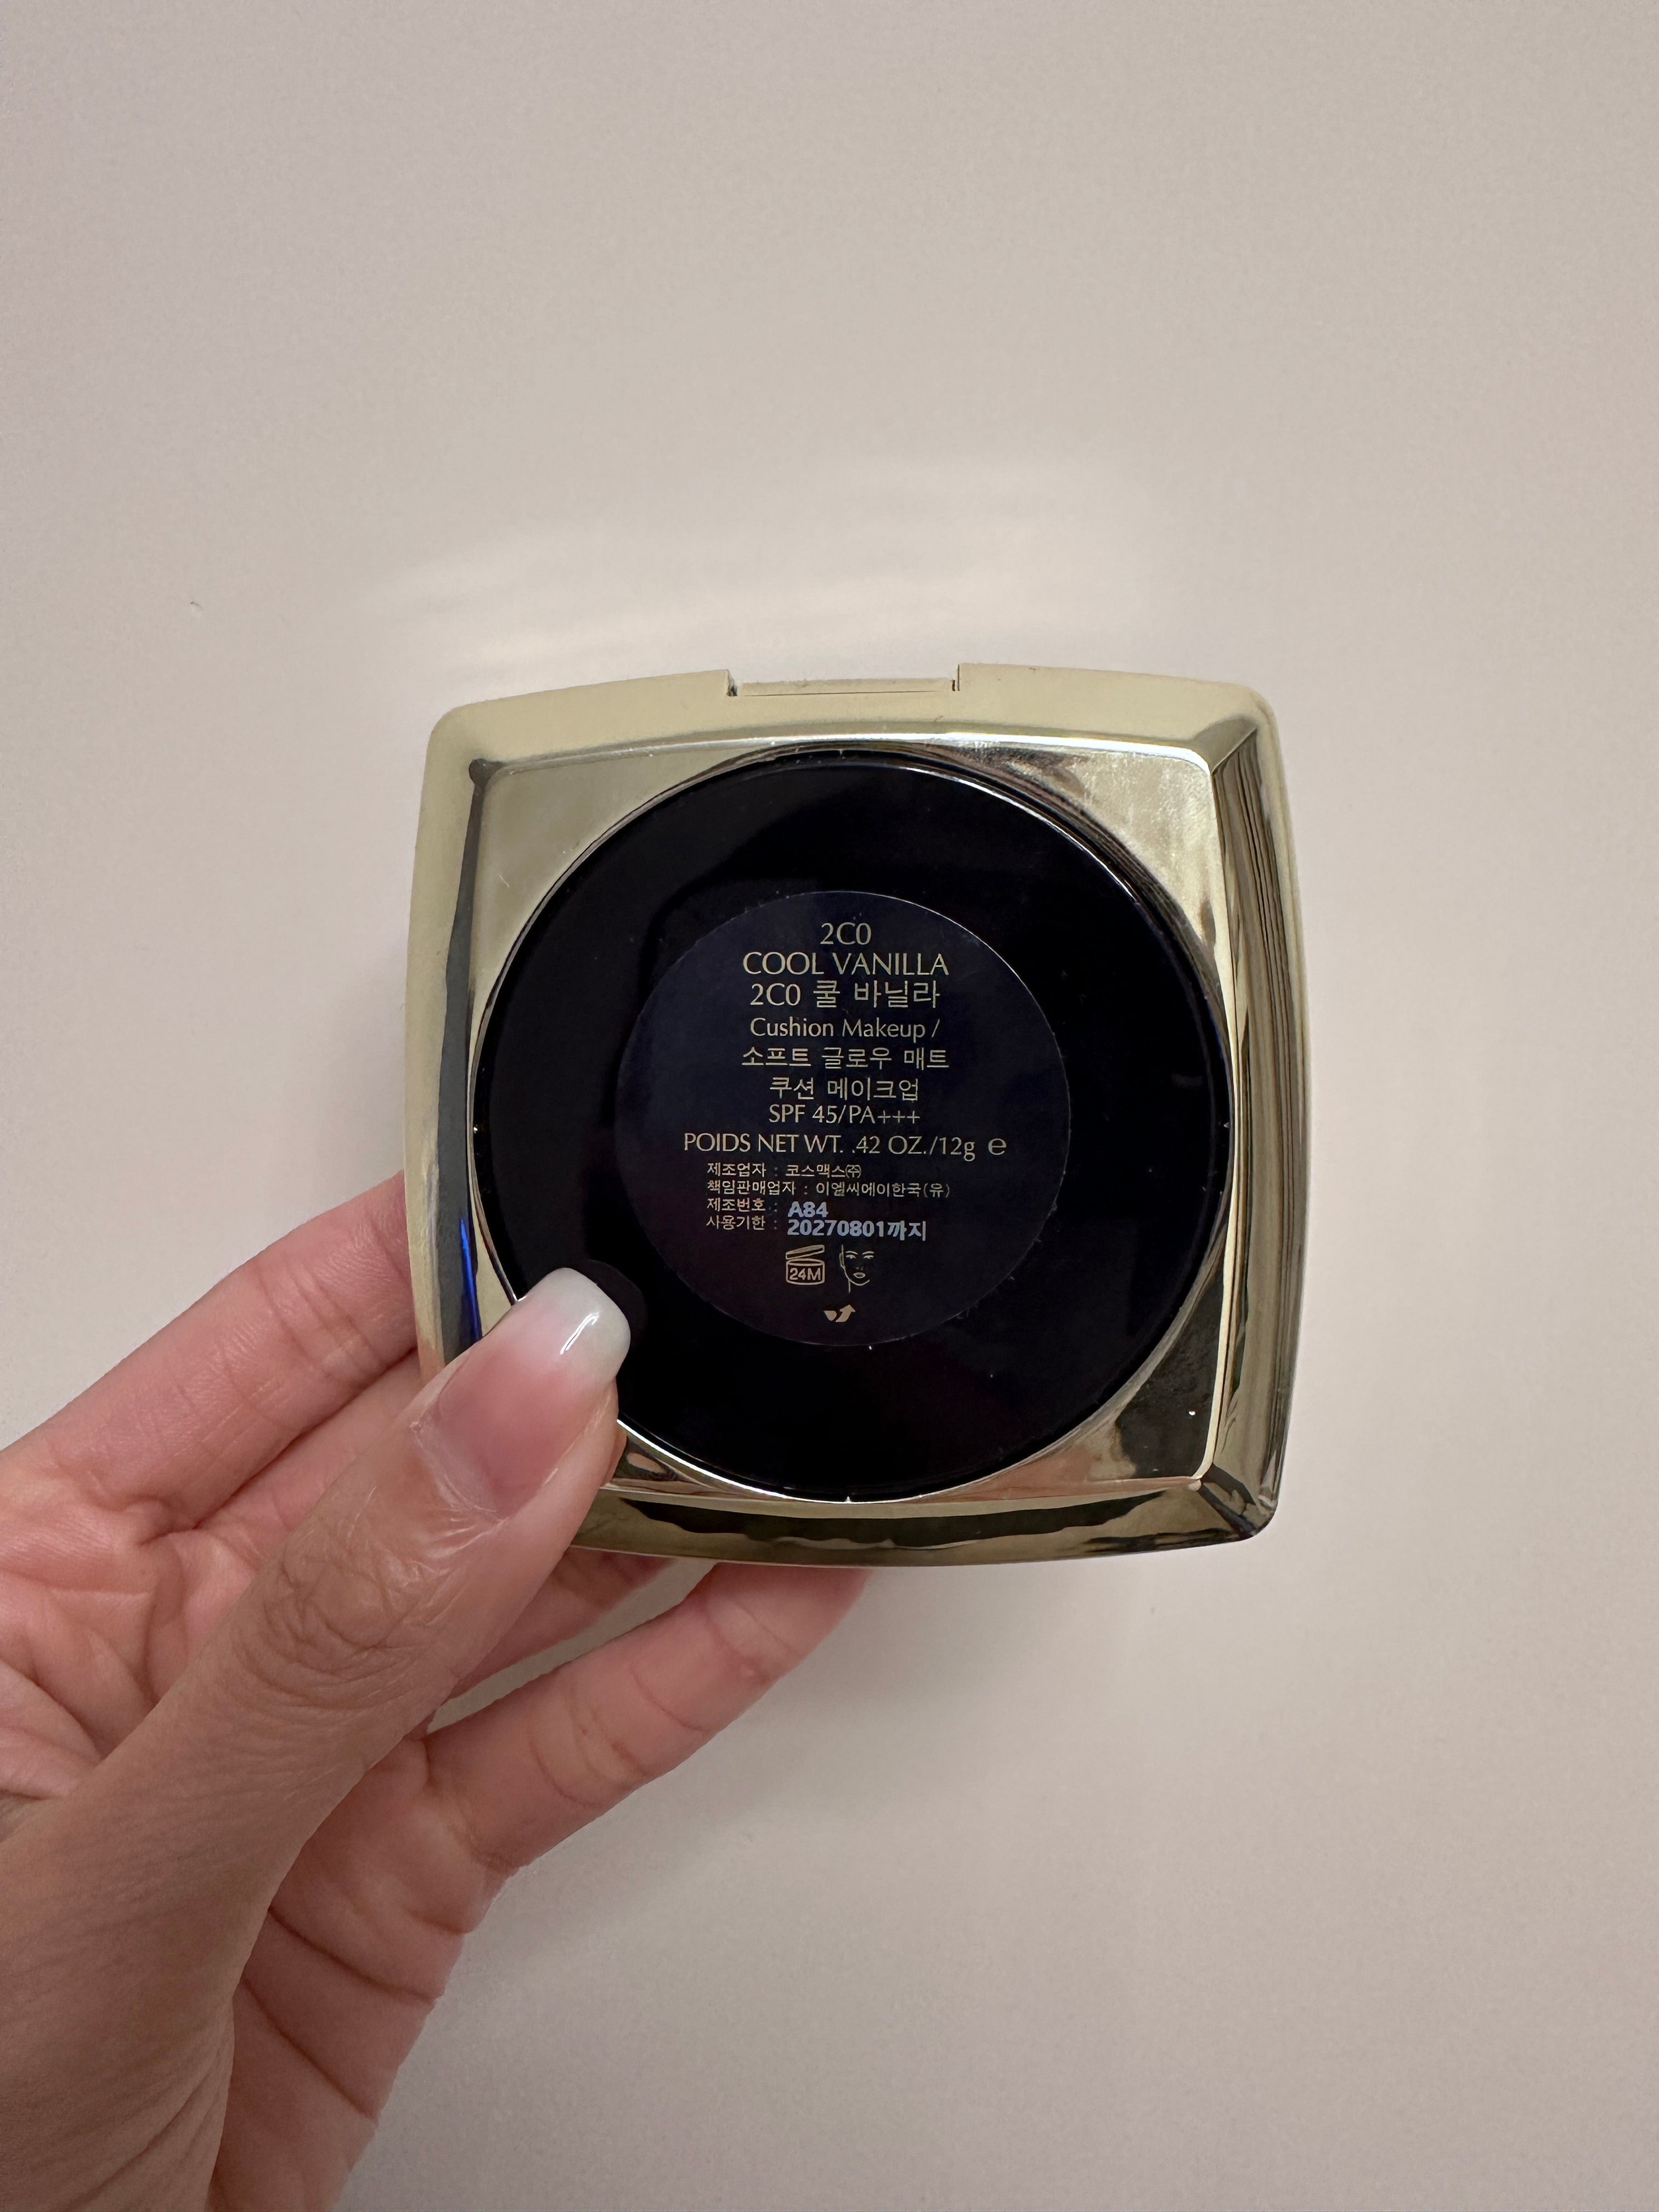 2C0
COOL VANILLA
2C0 쿨 바닐라
Cushion Makeup /
소프트 글로우 매트
쿠션 메이크업
SPF 45/PA+++
POIDS NET WT. .42 OZ./12g ℮
제조업자 : 코스맥스㈜
책임판매업자 : 이엘씨에이한국(유)
제조번호 : A84
사용기한 : 20270801까지
24M